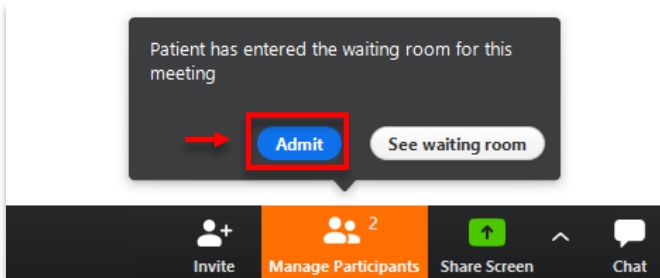 Patient has entered the waiting room for this
meeting
Admit
See waiting room
2
Invite
Manage Participants
Share Screen
Chat